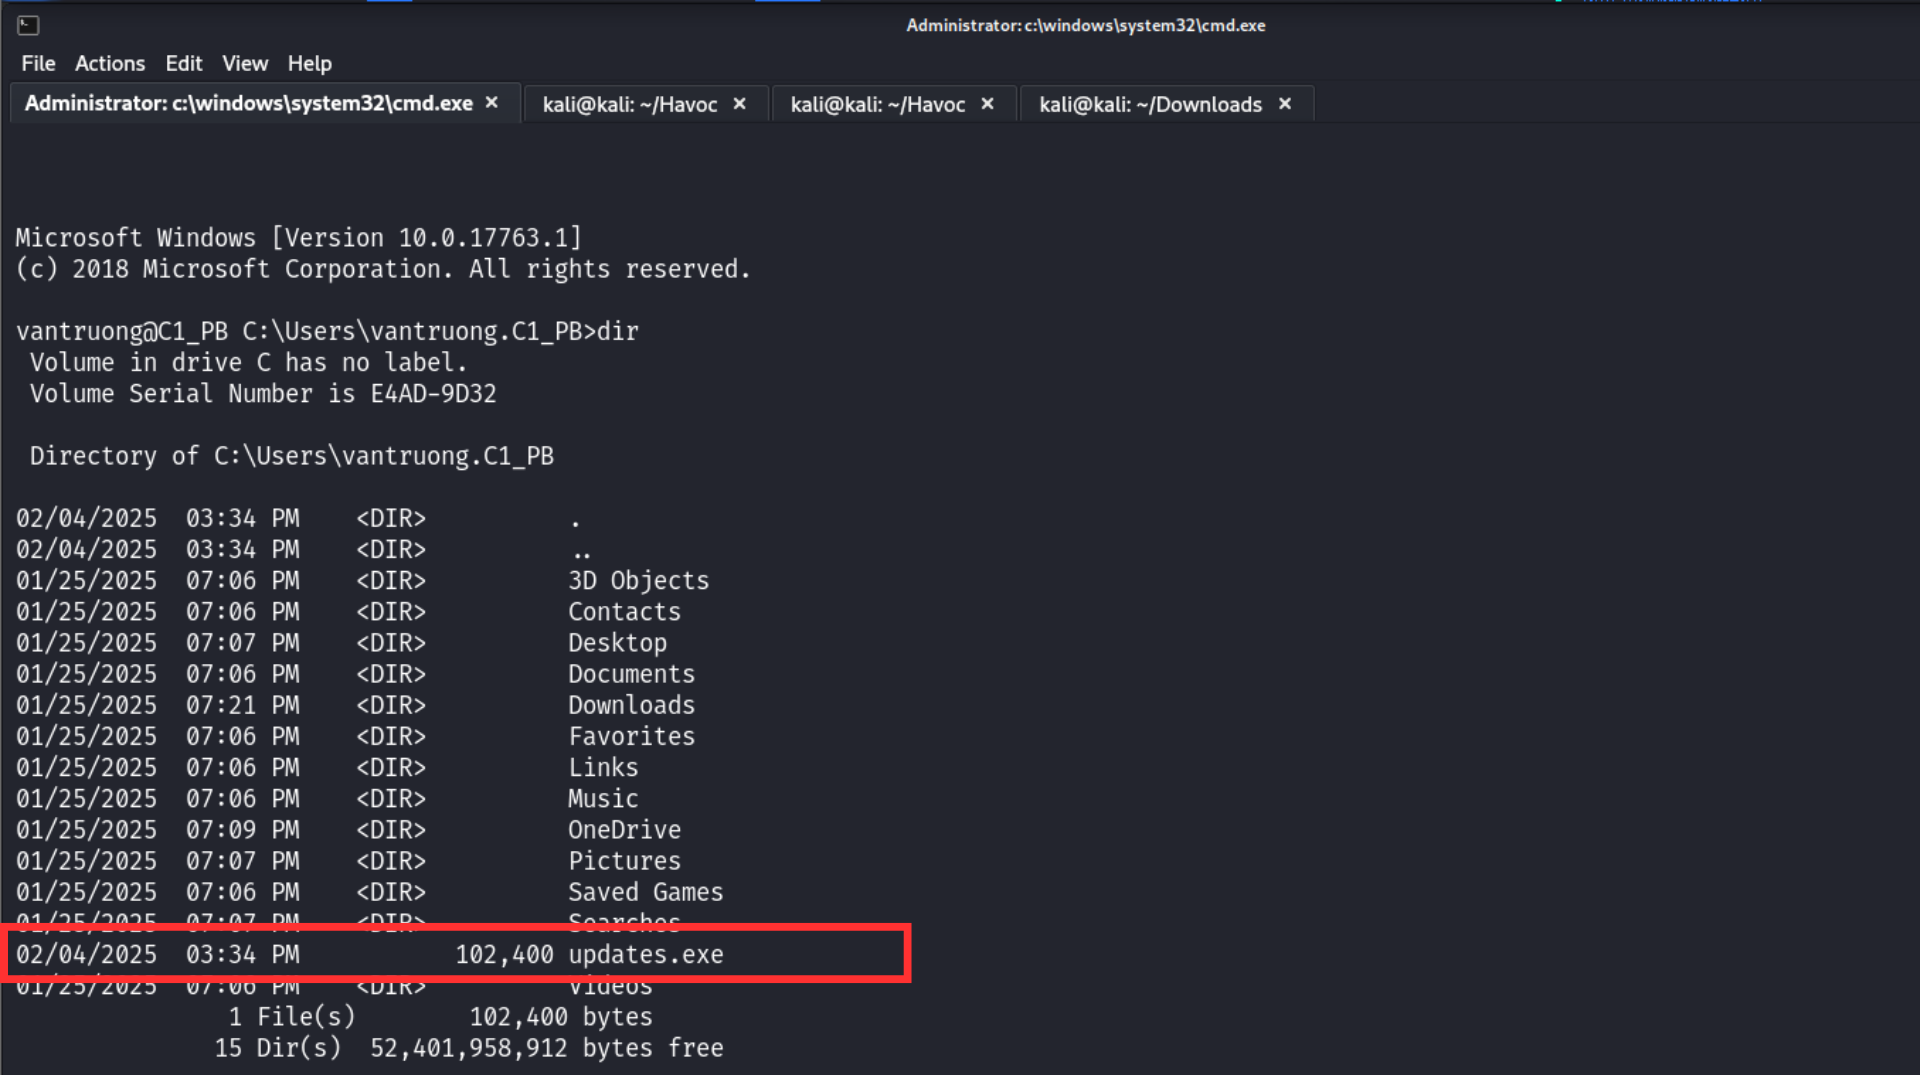 Administrator: c:\windows\system32\cmd.exe
File Actions Edit View Help
Administrator: c:\windows\system32\cmd.exe × kali@kali: ~/Havoc × kali@kali: ~/Havoc × kali@kali: ~/Downloads ×
Microsoft Windows [Version 10.0.17763.1]
(c) 2018 Microsoft Corporation. All rights reserved.
vantruong@C1_PB C:\Users\vantruong.C1_PB>dir
Volume in drive C has no label.
Volume Serial Number is E4AD-9D32
Directory of C:\Users\vantruong.C1_PB
02/04/2025 03:34 PM <DIR> .
02/04/2025 03:34 PM <DIR> ..
01/25/2025 07:06 PM <DIR> 3D Objects
01/25/2025 07:06 PM <DIR> Contacts
01/25/2025 07:07 PM <DIR> Desktop
01/25/2025 07:06 PM <DIR> Documents
01/25/2025 07:21 PM <DIR> Downloads
01/25/2025 07:06 PM <DIR> Favorites
01/25/2025 07:06 PM <DIR> Links
01/25/2025 07:06 PM <DIR> Music
01/25/2025 07:09 PM <DIR> OneDrive
01/25/2025 07:07 PM <DIR> Pictures
01/25/2025 07:06 PM <DIR> Saved Games
01/25/2025 07:07 PM <DIR> Searches
02/04/2025 03:34 PM 102,400 updates.exe
01/25/2025 07:06 PM <DIR> Videos
1 File(s) 102,400 bytes
15 Dir(s) 52,401,958,912 bytes free